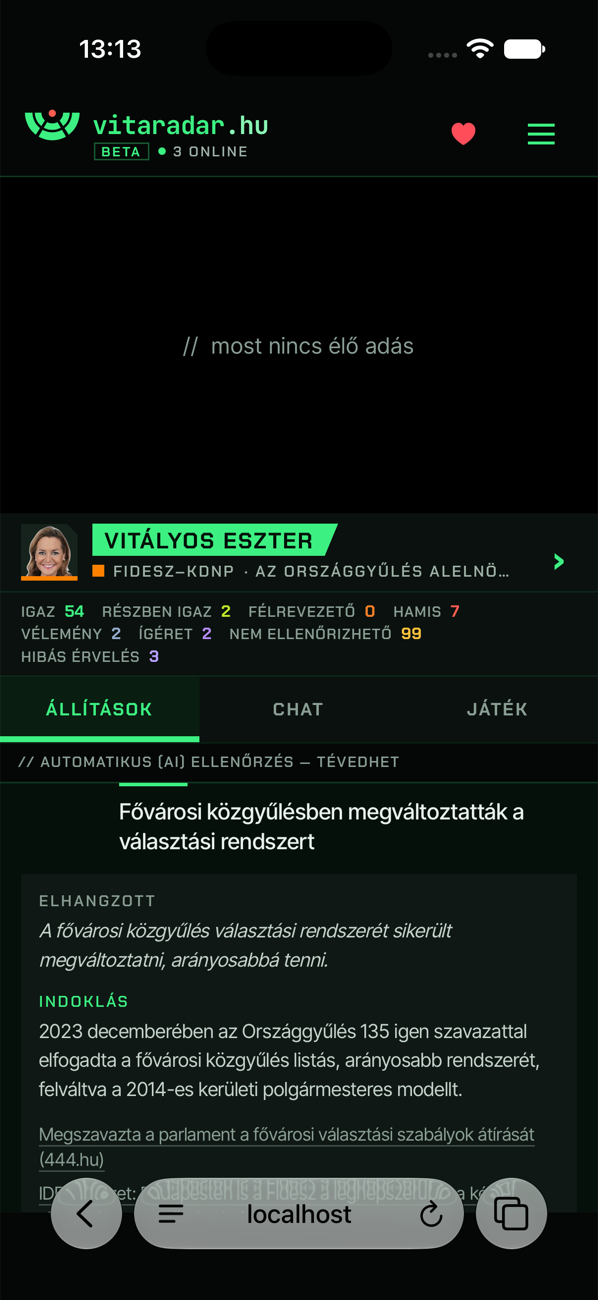 13:13
vitaradar.hu
BETA 3 ONLINE
// most nincs élő adás
VITÁLYOS ESZTER
FIDESZ–KDNP · AZ ORSZÁGGYŰLÉS ALELNÖ…
IGAZ 54 RÉSZBEN IGAZ 2 FÉLREVEZETŐ 0 HAMIS 7
VÉLEMÉNY 2 ÍGÉRET 2 NEM ELLENŐRIZHETŐ 99
HIBÁS ÉRVELÉS 3
ÁLLÍTÁSOK CHAT JÁTÉK
// AUTOMATIKUS (AI) ELLENŐRZÉS — TÉVEDHET
Fővárosi közgyűlésben megváltoztatták a
választási rendszert
ELHANGZOTT
A fővárosi közgyűlés választási rendszerét sikerült
megváltoztatni, arányosabbá tenni.
INDOKLÁS
2023 decemberében az Országgyűlés 135 igen szavazattal
elfogadta a fővárosi közgyűlés listás, arányosabb rendszerét,
felváltva a 2014-es kerületi polgármesteres modellt.
Megszavazta a parlament a fővárosi választási szabályok átírását
(444.hu)
localhost